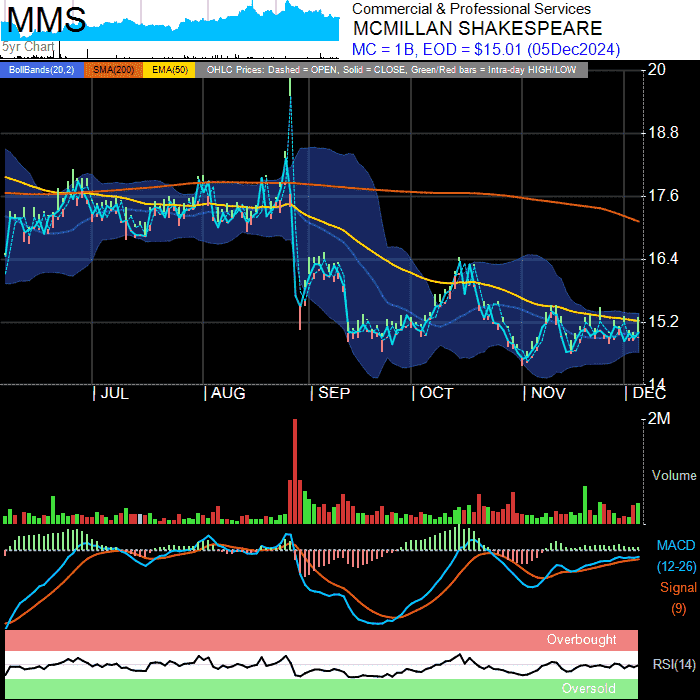 MMS
Commercial & Professional Services
MCMILLAN SHAKESPEARE
MC = 1B, EOD = $15.01 (05Dec2024)
5yr Chart
BollBands(20,2) SMA(200) EMA(50) OHLC Prices: Dashed = OPEN, Solid = CLOSE, Green/Red bars = Intra-day HIGH/LOW
20
18.8
17.6
16.4
15.2
14
JUL AUG SEP OCT NOV DEC
2M
Volume
MACD
(12-26)
Signal
(9)
Overbought
RSI(14)
Oversold